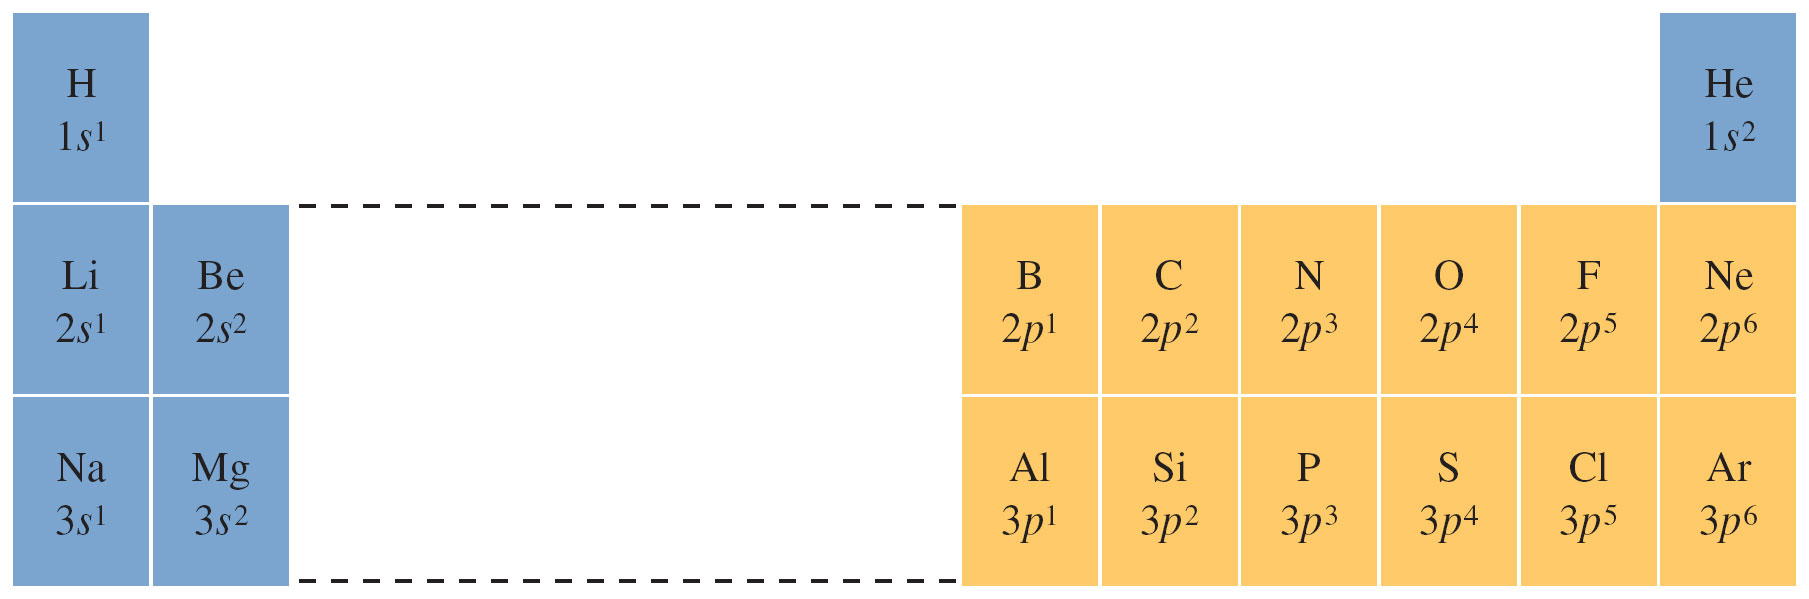 H He
1s¹ 1s²
Li Be B C N O F Ne
2s¹ 2s² 2p¹ 2p² 2p³ 2p⁴ 2p⁵ 2p⁶
Na Mg Al Si P S Cl Ar
3s¹ 3s² 3p¹ 3p² 3p³ 3p⁴ 3p⁵ 3p⁶